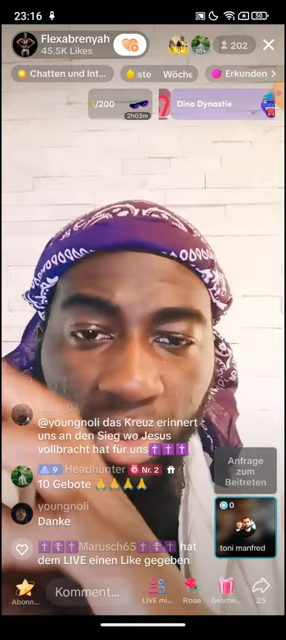 23:16
50
Flexabrenyah
45.5K Likes
202
Chatten und Int...
ste Woche
Erkunden
/200
2h03m
Dino Dynastie
@youngnoli das Kreuz erinnert
uns an den Sieg wo Jesus
vollbracht hat für uns✝️✝️✝️
9 Headhunter Nr. 2
10 Gebote 🙏🙏🙏🙏
youngnoli
Danke
✝️✝️✝️Marusch65✝️✝️✝️ hat
dem LIVE einen Like gegeben
Anfrage
zum
Beitreten
0
toni manfred
Abonn...
Komment...
LIVE mi...
Rose
Gesche...
25